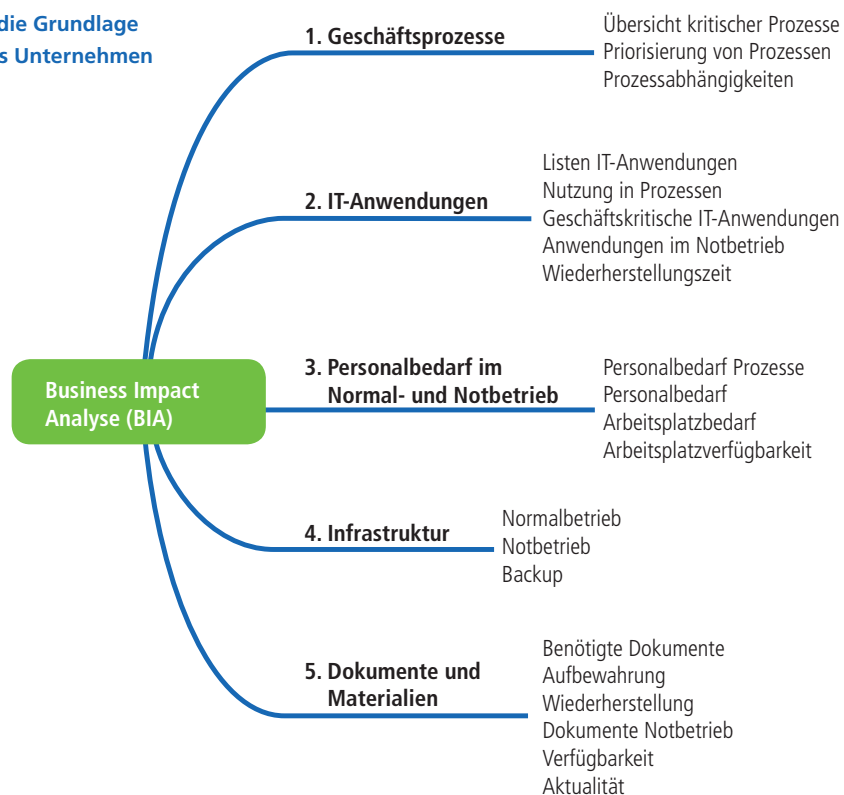 die Grundlage
s Unternehmen
1. Geschäftsprozesse
Übersicht kritischer Prozesse
Priorisierung von Prozessen
Prozessabhängigkeiten
2. IT-Anwendungen
Listen IT-Anwendungen
Nutzung in Prozessen
Geschäftskritische IT-Anwendungen
Anwendungen im Notbetrieb
Wiederherstellungszeit
Business Impact
Analyse (BIA)
3. Personalbedarf im
Normal- und Notbetrieb
Personalbedarf Prozesse
Personalbedarf
Arbeitsplatzbedarf
Arbeitsplatzverfügbarkeit
4. Infrastruktur
Normalbetrieb
Notbetrieb
Backup
5. Dokumente und
Materialien
Benötigte Dokumente
Aufbewahrung
Wiederherstellung
Dokumente Notbetrieb
Verfügbarkeit
Aktualität